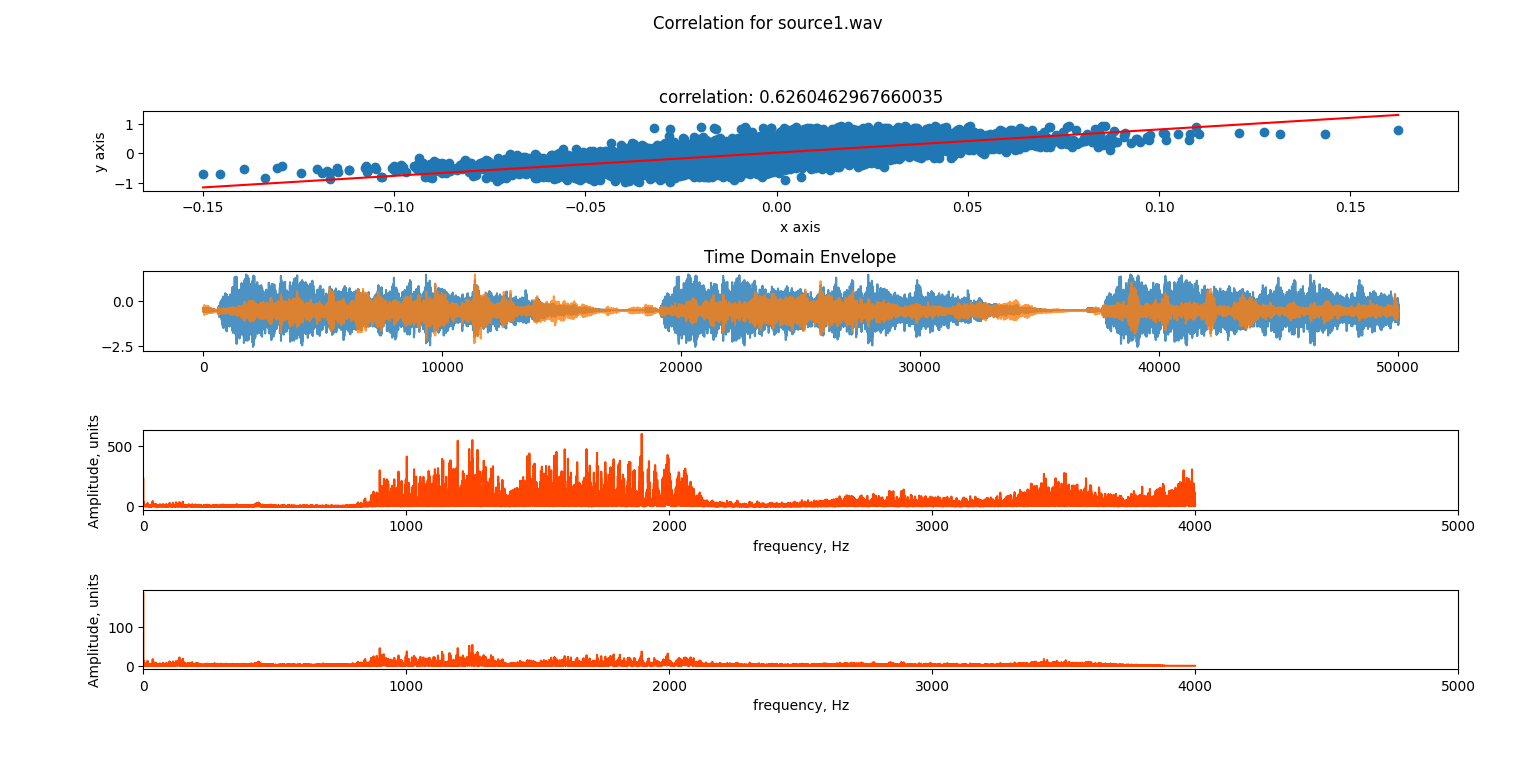 Correlation for source1.wav
correlation: 0.6260462967660035
y axis
1
0
−1
−0.15 −0.10 −0.05 0.00 0.05 0.10 0.15
x axis
Time Domain Envelope
0.0
−2.5
0 10000 20000 30000 40000 50000
Amplitude, units
500
0
0 1000 2000 3000 4000 5000
frequency, Hz
Amplitude, units
100
0
0 1000 2000 3000 4000 5000
frequency, Hz